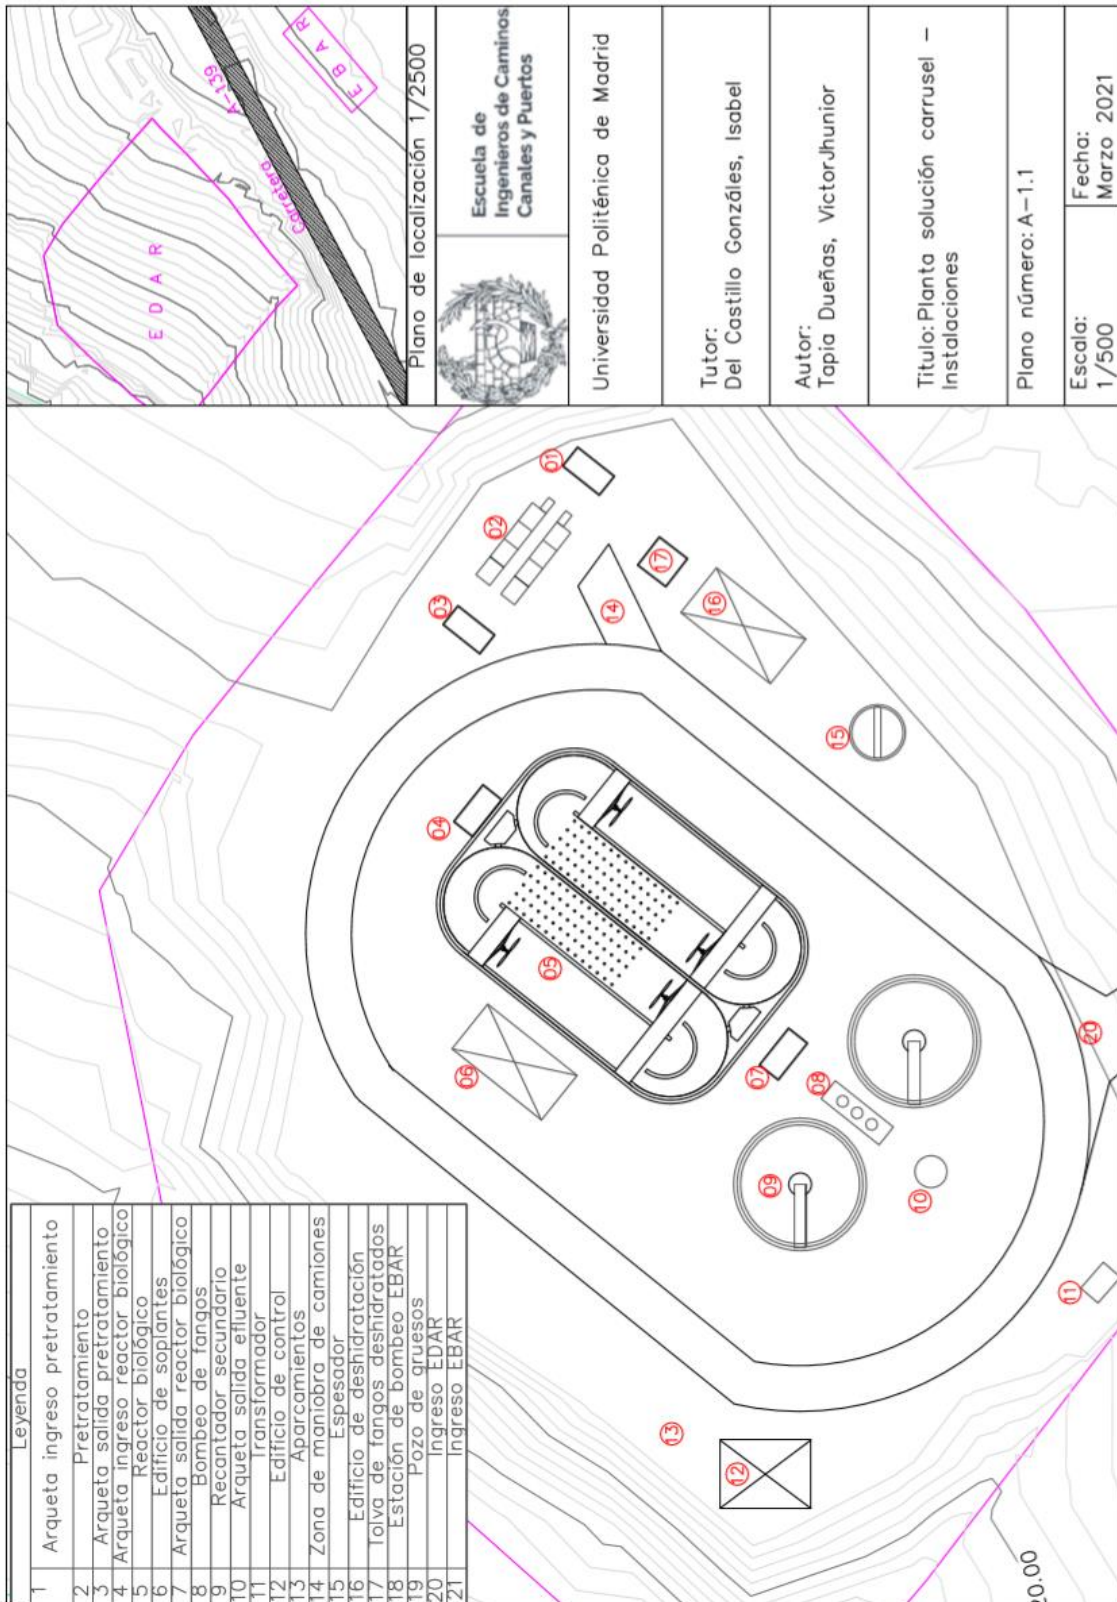 Leyenda
1 Arqueta ingreso pretratamiento
2 Pretratamiento
3 Arqueta salida pretratamiento
4 Arqueta ingreso reactor biológico
5 Reactor biológico
6 Edificio de soplantes
7 Arqueta salida reactor biológico
8 Bombeo de fangos
9 Recantador secundario
10 Arqueta salida efluente
11 Transformador
12 Edificio de control
13 Aparcamientos
14 Zona de maniobra de camiones
15 Espesador
16 Edificio de deshidratación
17 Tolva de fangos deshidratados
18 Estación de bombeo EBAR
19 Pozo de gruesos
20 Ingreso EDAR
21 Ingreso EBAR
01
02
03
04
05
06
07
08
09
10
11
12
13
14
15
16
17
20
20.00
EDAR
Carretera A-139
EBAR
Plano de localización 1/2500
Escuela de
Ingenieros de Caminos
Canales y Puertos
Universidad Politénica de Madrid
Tutor:
Del Castillo Gonzáles, Isabel
Autor:
Tapia Dueñas, VictorJhunior
Titulo: Planta solución carrusel –
Instalaciones
Plano número: A–1.1
Escala:
1/500
Fecha:
Marzo 2021